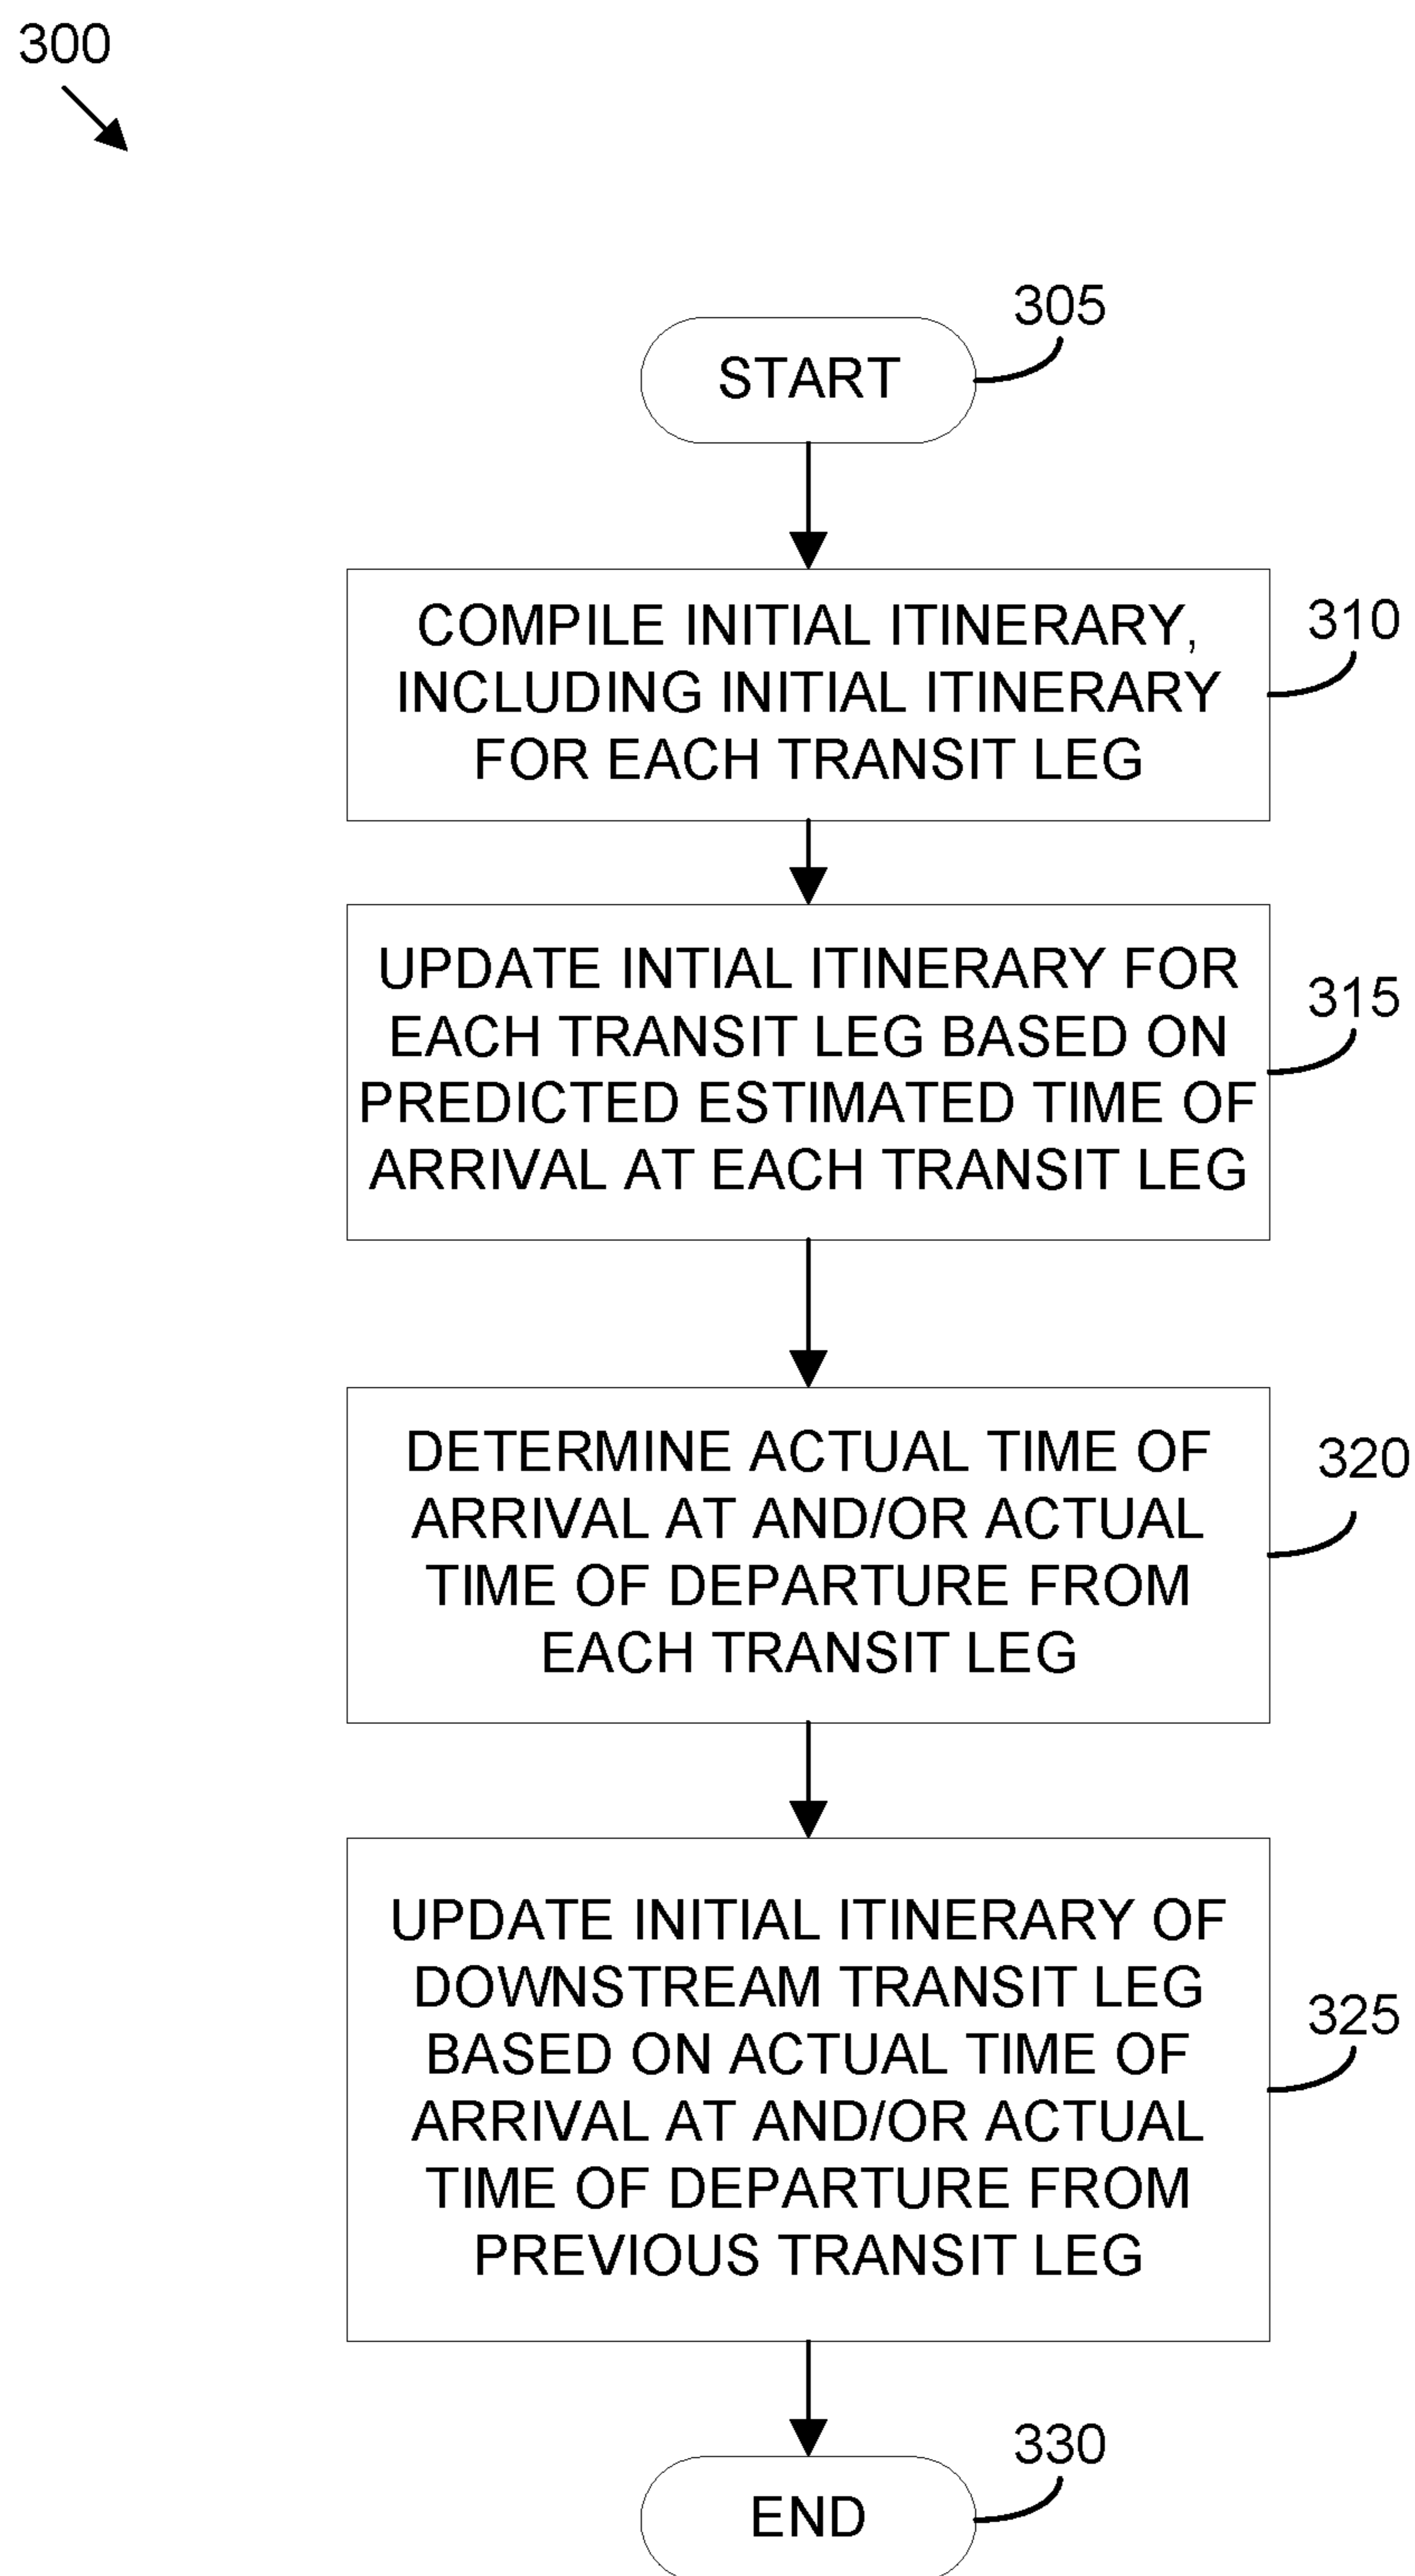 300
START
305
COMPILE INITIAL ITINERARY,
INCLUDING INITIAL ITINERARY
FOR EACH TRANSIT LEG
310
UPDATE INTIAL ITINERARY FOR
EACH TRANSIT LEG BASED ON
PREDICTED ESTIMATED TIME OF
ARRIVAL AT EACH TRANSIT LEG
315
DETERMINE ACTUAL TIME OF
ARRIVAL AT AND/OR ACTUAL
TIME OF DEPARTURE FROM
EACH TRANSIT LEG
320
UPDATE INITIAL ITINERARY OF
DOWNSTREAM TRANSIT LEG
BASED ON ACTUAL TIME OF
ARRIVAL AT AND/OR ACTUAL
TIME OF DEPARTURE FROM
PREVIOUS TRANSIT LEG
325
END
330